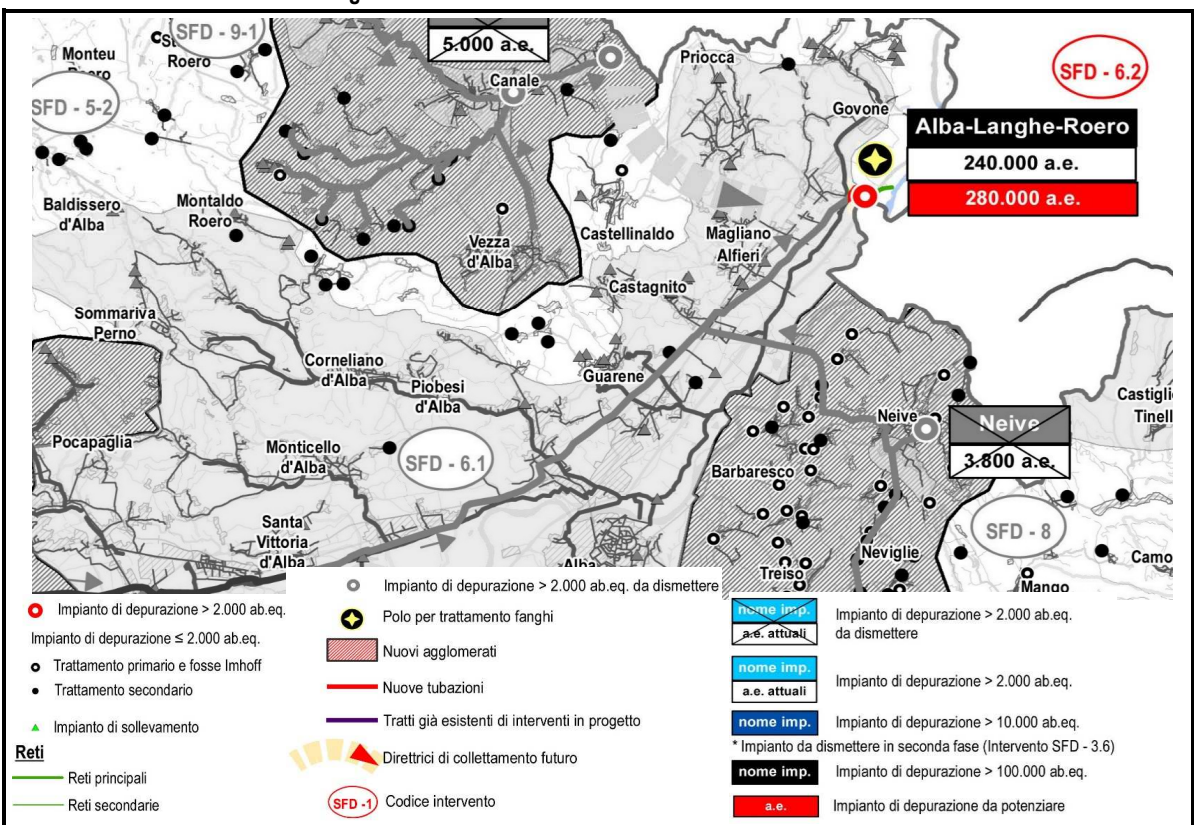 SFD - 9-1
Roero
5.000 a.e.
Monteu
Canale
Priocca
SFD - 6.2
SFD - 5-2
Govone
Alba-Langhe-Roero
240.000 a.e.
280.000 a.e.
Baldissero
d'Alba
Montaldo
Roero
Castellinaldo
Magliano
Alfieri
Vezza
d'Alba
Castagnito
Sommariva
Perno
Corneliano
d'Alba
Piobesi
d'Alba
Guarene
Castigli
Tinell
Neive
Neive
3.800 a.e.
Pocapaglia
Monticello
d'Alba
SFD - 6.1
Barbaresco
Santa
Vittoria
d'Alba
Alba
SFD - 8
Neviglie
Treiso
Camo
Mango
Impianto di depurazione > 2.000 ab.eq.
Impianto di depurazione ≤ 2.000 ab.eq.
Trattamento primario e fosse Imhoff
Trattamento secondario
Impianto di sollevamento
Reti
Reti principali
Reti secondarie
Impianto di depurazione > 2.000 ab.eq. da dismettere
Polo per trattamento fanghi
Nuovi agglomerati
Nuove tubazioni
Tratti già esistenti di interventi in progetto
Direttrici di collettamento futuro
SFD -1 Codice intervento
nome imp.
a.e. attuali
Impianto di depurazione > 2.000 ab.eq.
da dismettere
nome imp.
a.e. attuali
Impianto di depurazione > 2.000 ab.eq.
nome imp. Impianto di depurazione > 10.000 ab.eq.
* Impianto da dismettere in seconda fase (Intervento SFD - 3.6)
nome imp. Impianto di depurazione > 100.000 ab.eq.
a.e. Impianto di depurazione da potenziare